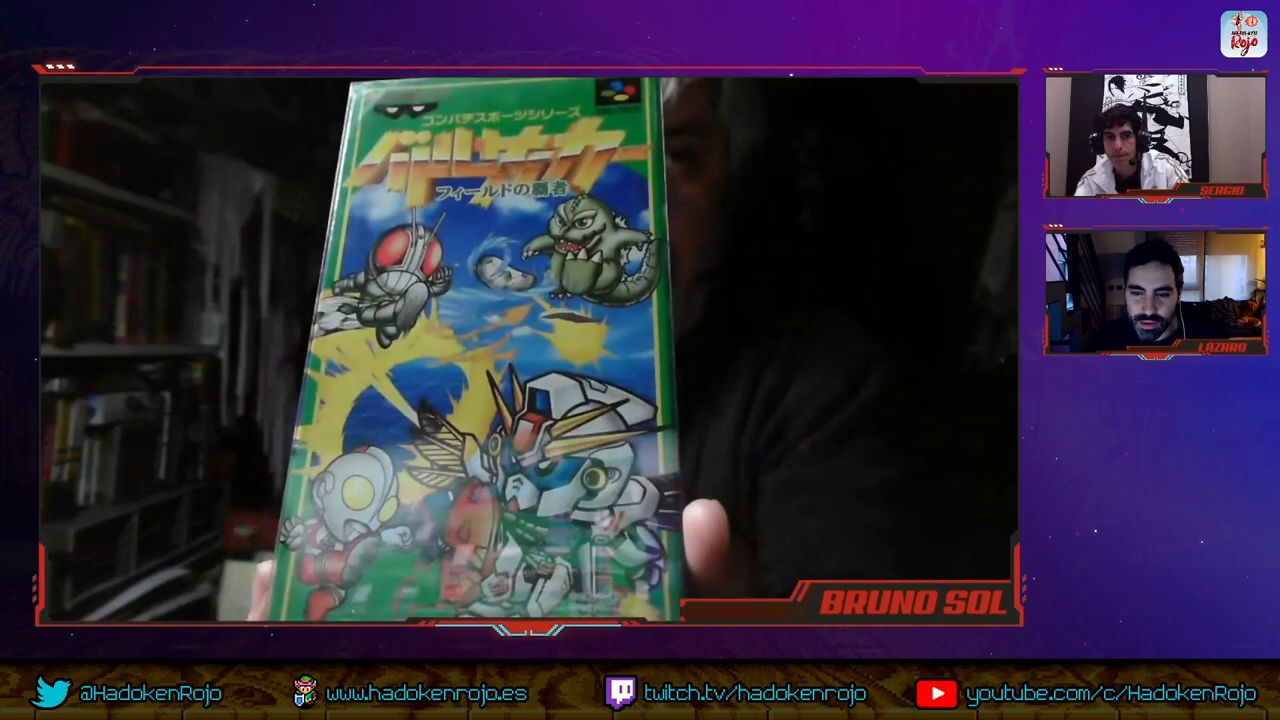 コンパチスポーツシリーズ
バトルサッカー
フィールドの覇者
Rojo
SERGIO
LAZARO
BRUNO SOL
@HadokenRojo
www.hadokenrojo.es
twitch.tv/hadokenrojo
youtube.com/c/HadokenRojo